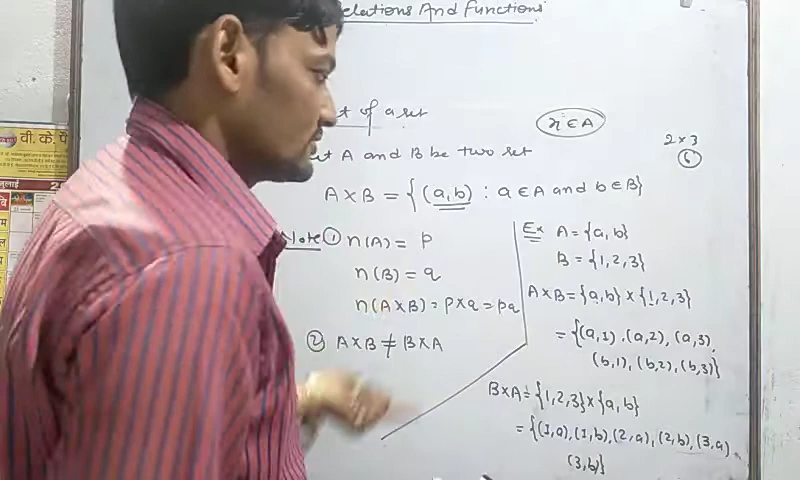 elations And Functions
t of a set
x ∈ A
2 × 3
6
et A and B be two set
A × B = {(a, b) : a ∈ A and b ∈ B}
Note ① n(A) = p
n(B) = q
n(A × B) = p × q = pq
② A × B ≠ B × A
Ex A = {a, b}
B = {1, 2, 3}
A × B = {a, b} × {1, 2, 3}
= {(a, 1), (a, 2), (a, 3),
(b, 1), (b, 2), (b, 3)}
B × A = {1, 2, 3} × {a, b}
= {(1, a), (1, b), (2, a), (2, b), (3, a)
(3, b)}
वी. के. पें
जुलाई